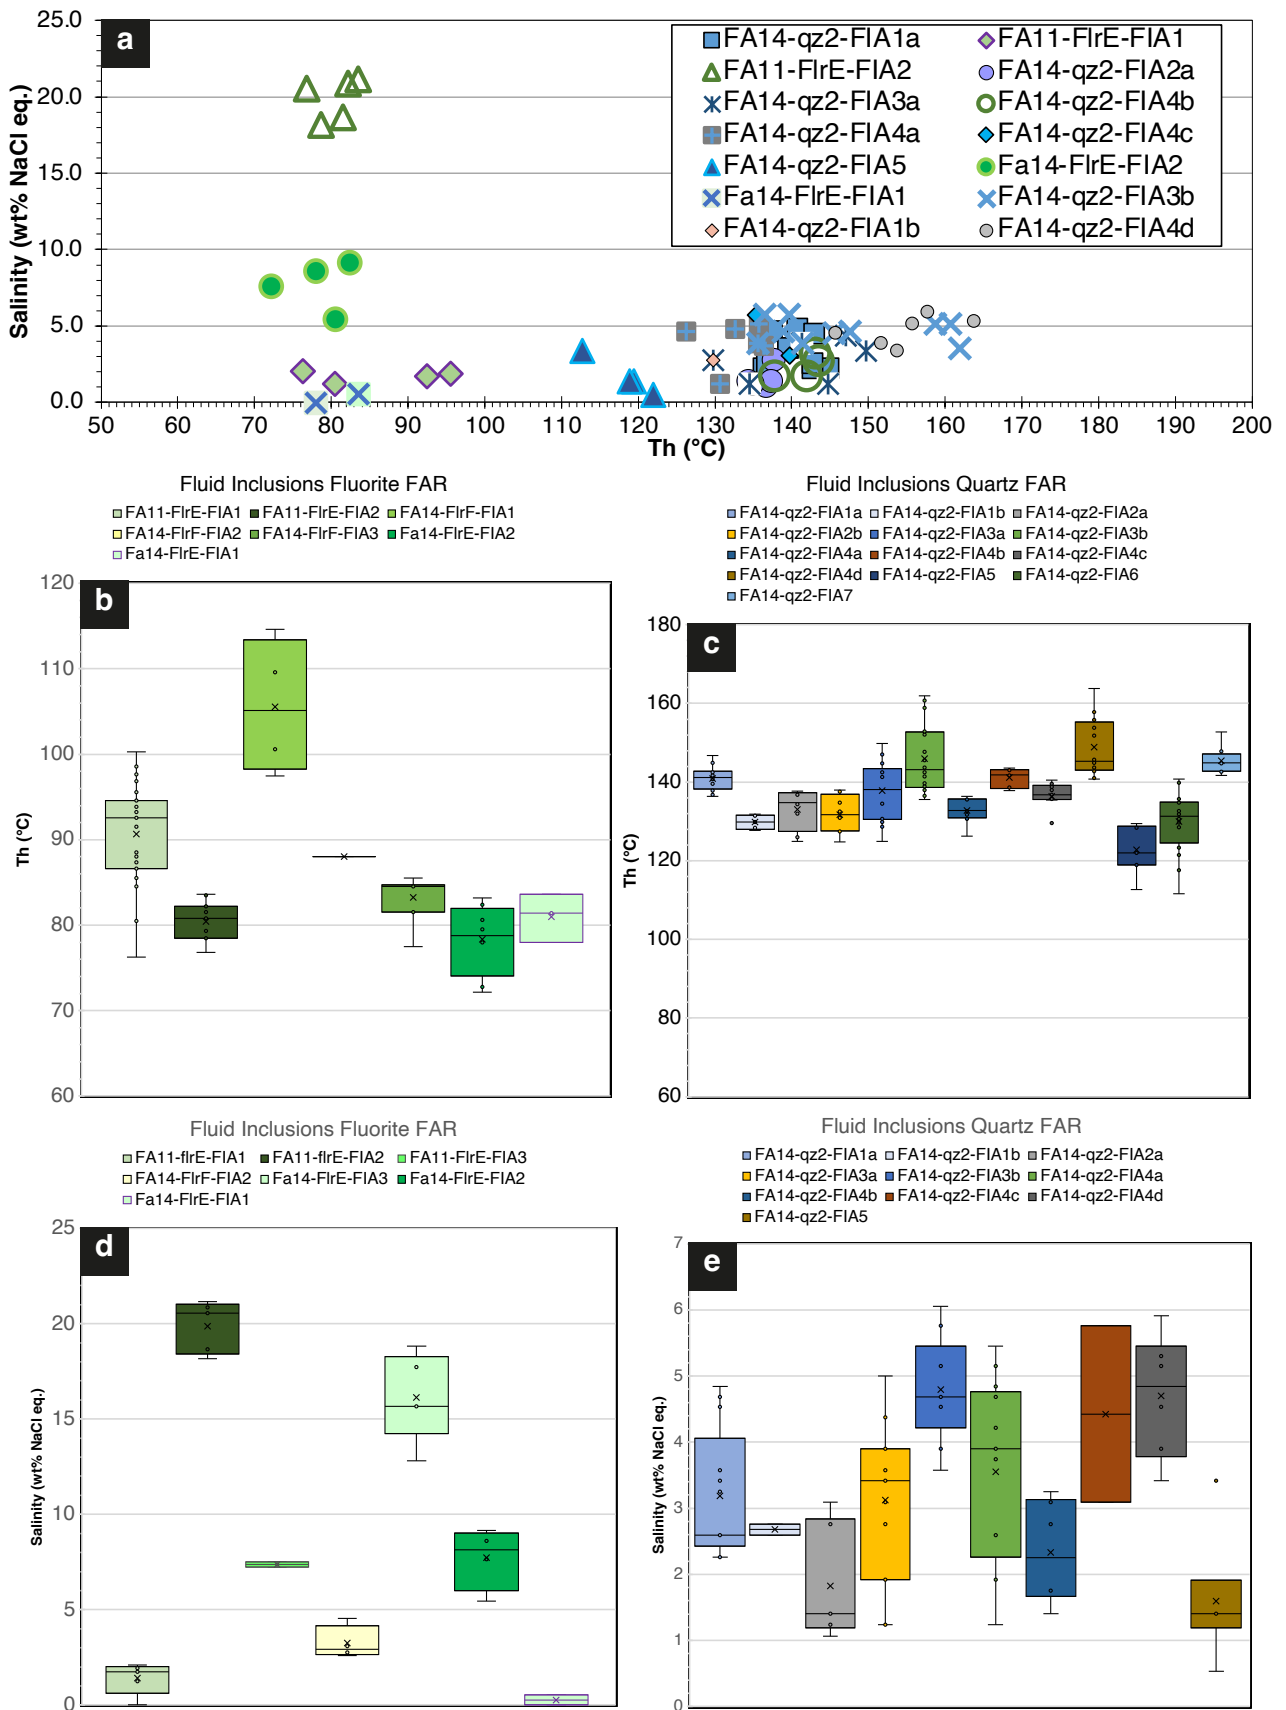 a
25.0
20.0
15.0
10.0
5.0
0.0
Salinity (wt% NaCl eq.)
50 60 70 80 90 100 110 120 130 140 150 160 170 180 190 200
Th (°C)
FA14-qz2-FIA1a FA11-FlrE-FIA1
FA11-FlrE-FIA2 FA14-qz2-FIA2a
FA14-qz2-FIA3a FA14-qz2-FIA4b
FA14-qz2-FIA4a FA14-qz2-FIA4c
FA14-qz2-FIA5 Fa14-FlrE-FIA2
Fa14-FlrE-FIA1 FA14-qz2-FIA3b
FA14-qz2-FIA1b FA14-qz2-FIA4d
Fluid Inclusions Fluorite FAR
FA11-FlrE-FIA1 FA11-FlrE-FIA2 FA14-FlrF-FIA1
FA14-FlrF-FIA2 FA14-FlrF-FIA3 Fa14-FlrE-FIA2
Fa14-FlrE-FIA1
b
120
110
100
90
80
70
60
Th (°C)
Fluid Inclusions Quartz FAR
FA14-qz2-FIA1a FA14-qz2-FIA1b FA14-qz2-FIA2a
FA14-qz2-FIA2b FA14-qz2-FIA3a FA14-qz2-FIA3b
FA14-qz2-FIA4a FA14-qz2-FIA4b FA14-qz2-FIA4c
FA14-qz2-FIA4d FA14-qz2-FIA5 FA14-qz2-FIA6
FA14-qz2-FIA7
c
180
160
140
120
100
80
60
Th (°C)
Fluid Inclusions Fluorite FAR
FA11-flrE-FIA1 FA11-flrE-FIA2 FA11-FlrE-FIA3
FA14-FlrF-FIA2 Fa14-FlrE-FIA3 Fa14-FlrE-FIA2
Fa14-FlrE-FIA1
d
25
20
15
10
5
0
Salinity (wt% NaCl eq.)
Fluid Inclusions Quartz FAR
FA14-qz2-FIA1a FA14-qz2-FIA1b FA14-qz2-FIA2a
FA14-qz2-FIA3a FA14-qz2-FIA3b FA14-qz2-FIA4a
FA14-qz2-FIA4b FA14-qz2-FIA4c FA14-qz2-FIA4d
FA14-qz2-FIA5
e
7
6
5
4
3
2
1
0
Salinity (wt% NaCl eq.)